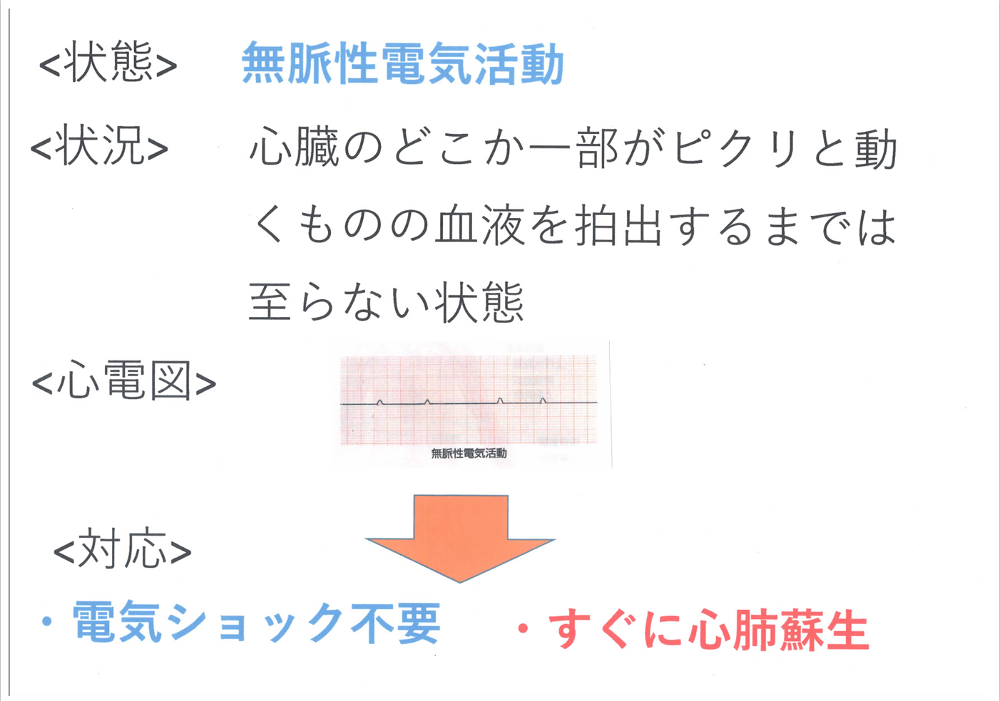 <状態> 無脈性電気活動
<状況> 心臓のどこか一部がピクリと動
くものの血液を拍出するまでは
至らない状態
<心電図>
無脈性電気活動
<対応>
・電気ショック不要 ・すぐに心肺蘇生